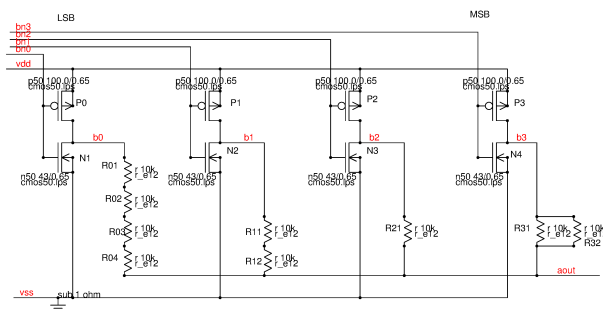 LSB MSB
bn3
bn2
bn1
bn0
vdd
p50 100.0/0.65 p50 100.0/0.65 p50 100.0/0.65 p50 100.0/0.65
cmos50.lps cmos50.lps cmos50.lps cmos50.lps
P0 P1 P2 P3
b0 b1 b2 b3
N1 N2 N3 N4
n50 43/0.65 n50 43/0.65 n50 43/0.65 n50 43/0.65
cmos50.lps cmos50.lps cmos50.lps cmos50.lps
R01 r 10k
r_e12
R02 r 10k
r_e12
R03 r 10k
r_e12
R11 r 10k
r_e12
R21 r 10k
r_e12
R31 r 10k
r_e12
r 10k
R32
R04 r 10k
r_e12
R12 r 10k
r_e12
aout
vss sub 1 ohm